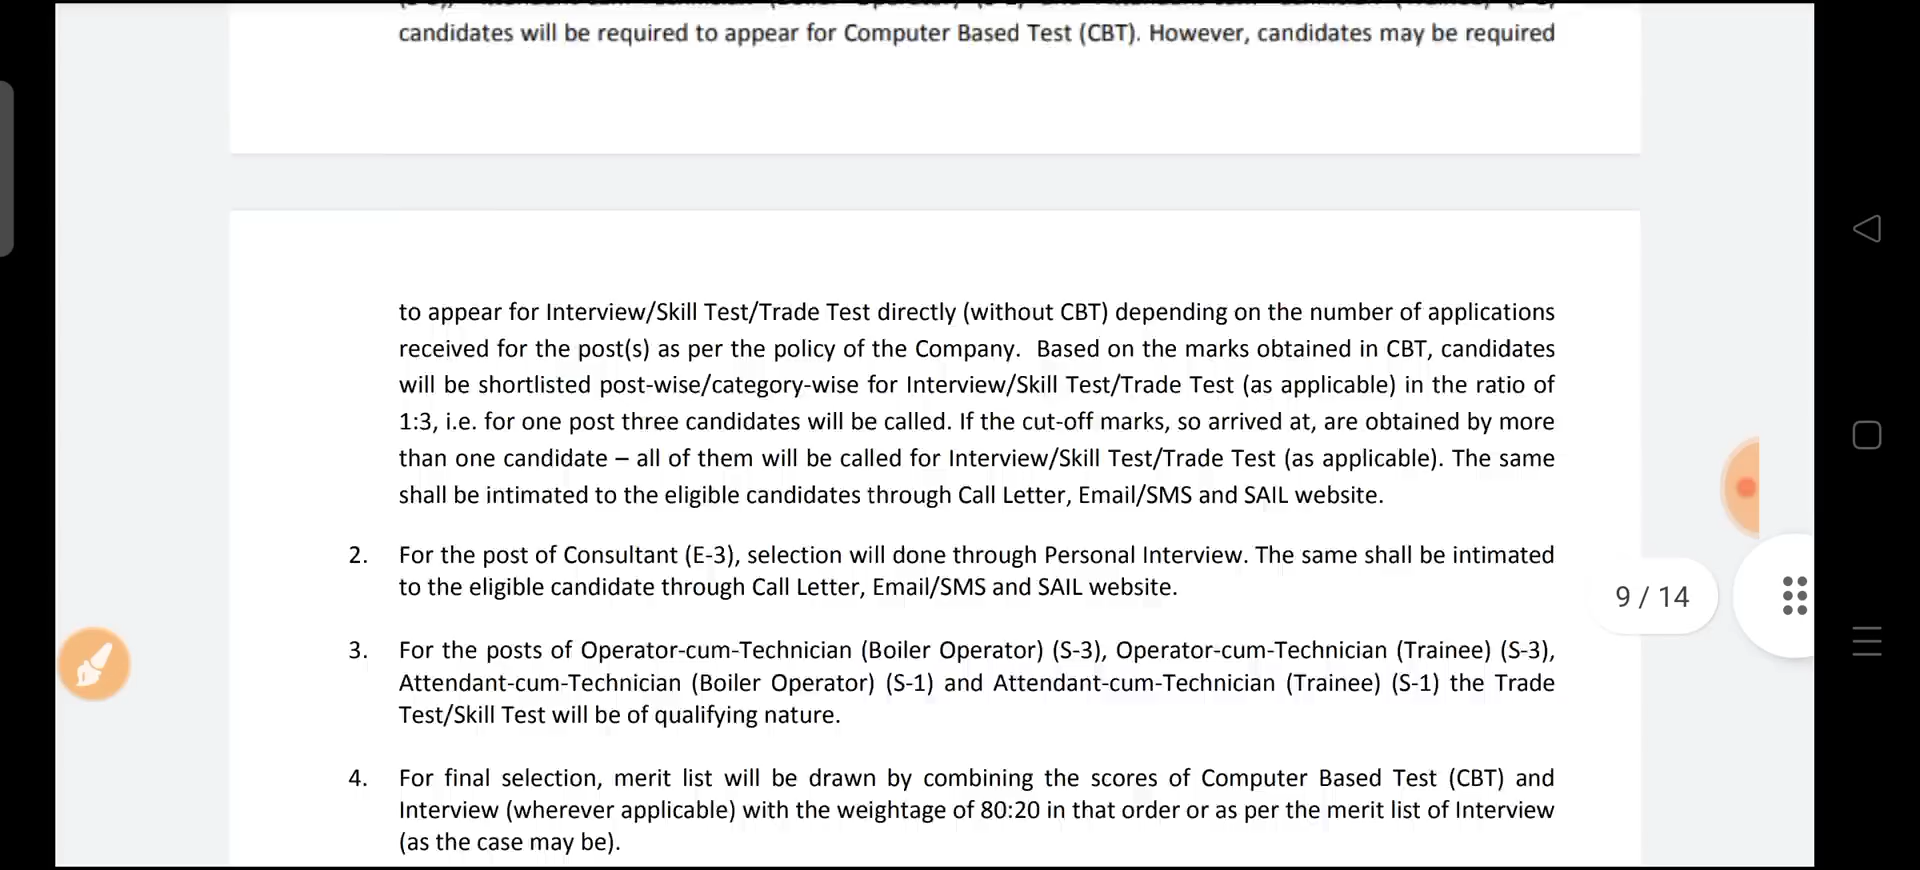 candidates will be required to appear for Computer Based Test (CBT). However, candidates may be required
to appear for Interview/Skill Test/Trade Test directly (without CBT) depending on the number of applications
received for the post(s) as per the policy of the Company. Based on the marks obtained in CBT, candidates
will be shortlisted post-wise/category-wise for Interview/Skill Test/Trade Test (as applicable) in the ratio of
1:3, i.e. for one post three candidates will be called. If the cut-off marks, so arrived at, are obtained by more
than one candidate – all of them will be called for Interview/Skill Test/Trade Test (as applicable). The same
shall be intimated to the eligible candidates through Call Letter, Email/SMS and SAIL website.
2. For the post of Consultant (E-3), selection will done through Personal Interview. The same shall be intimated
to the eligible candidate through Call Letter, Email/SMS and SAIL website.
9 / 14
3. For the posts of Operator-cum-Technician (Boiler Operator) (S-3), Operator-cum-Technician (Trainee) (S-3),
Attendant-cum-Technician (Boiler Operator) (S-1) and Attendant-cum-Technician (Trainee) (S-1) the Trade
Test/Skill Test will be of qualifying nature.
4. For final selection, merit list will be drawn by combining the scores of Computer Based Test (CBT) and
Interview (wherever applicable) with the weightage of 80:20 in that order or as per the merit list of Interview
(as the case may be).